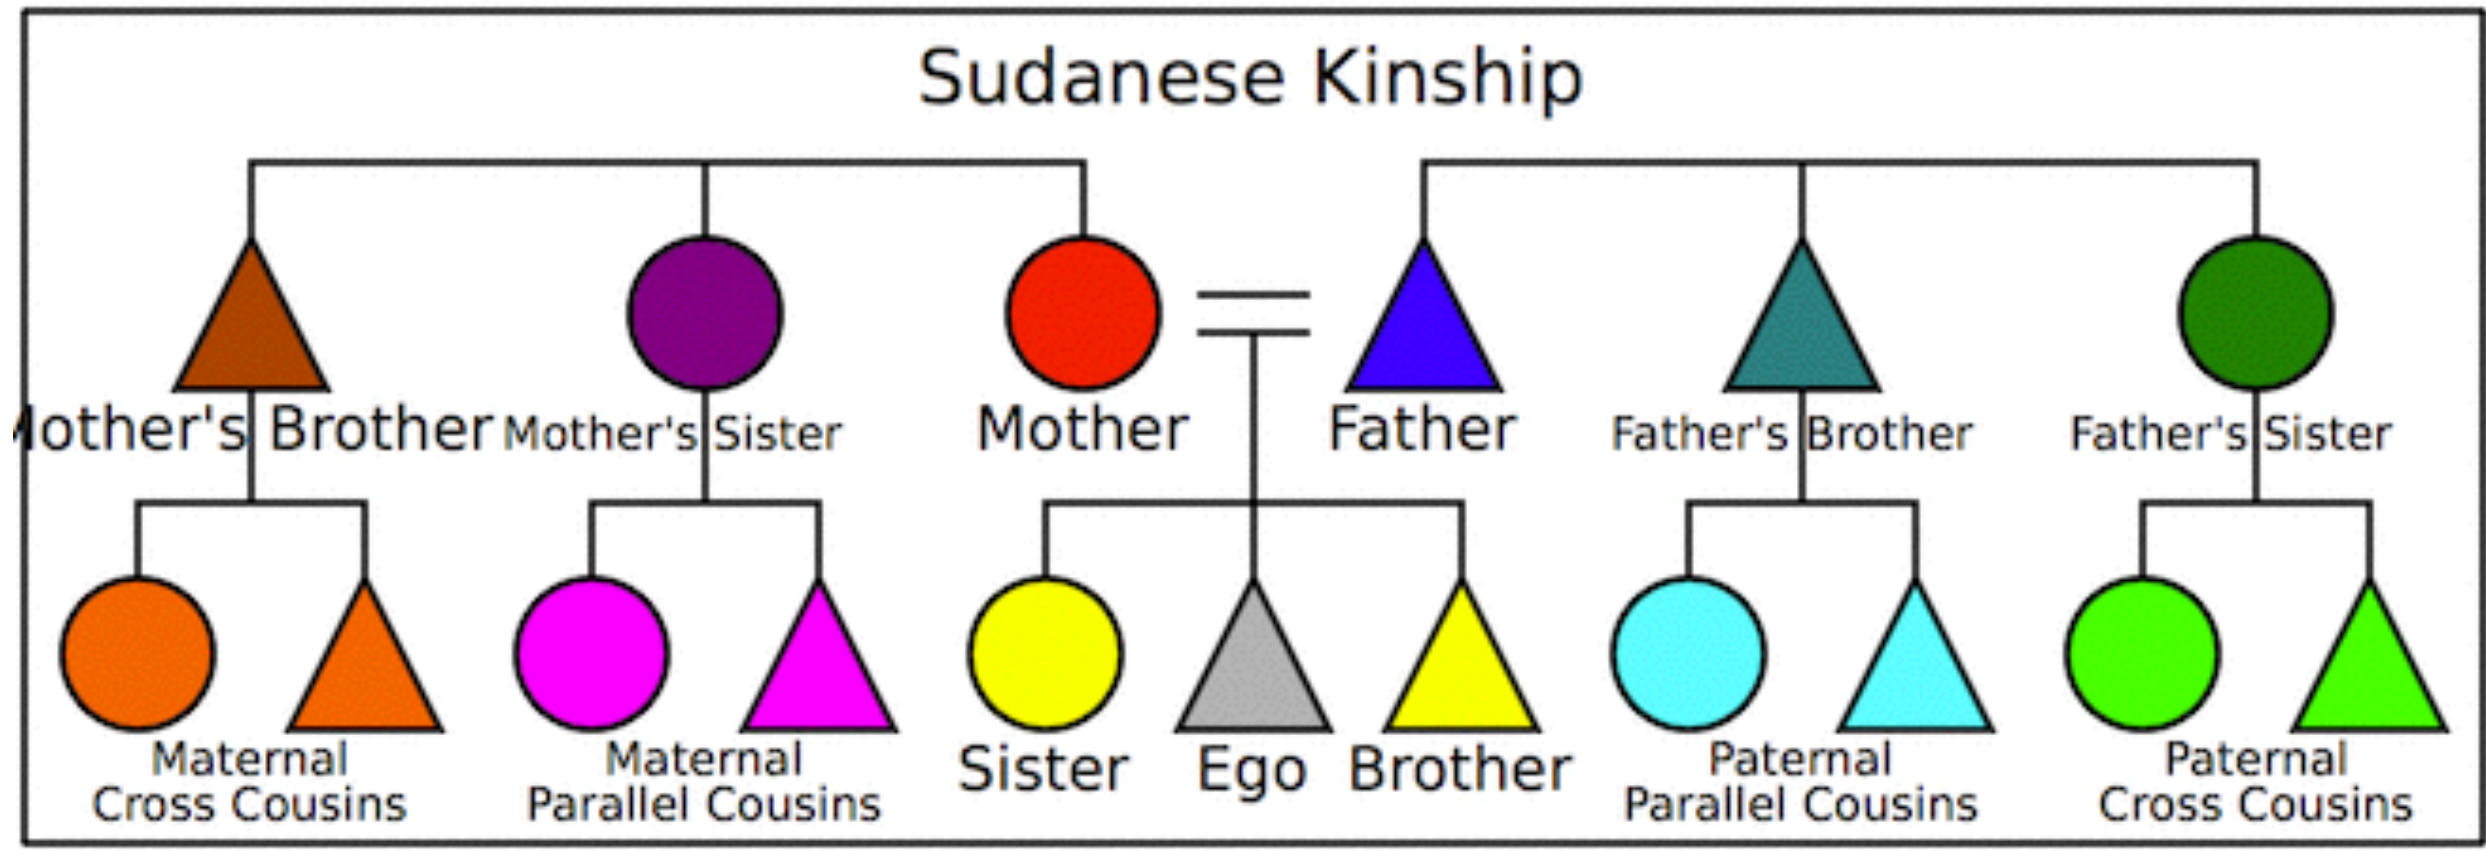 Sudanese Kinship
Mother's Brother
Mother's Sister
Mother
Father
Father's Brother
Father's Sister
Maternal
Cross Cousins
Maternal
Parallel Cousins
Sister
Ego
Brother
Paternal
Parallel Cousins
Paternal
Cross Cousins